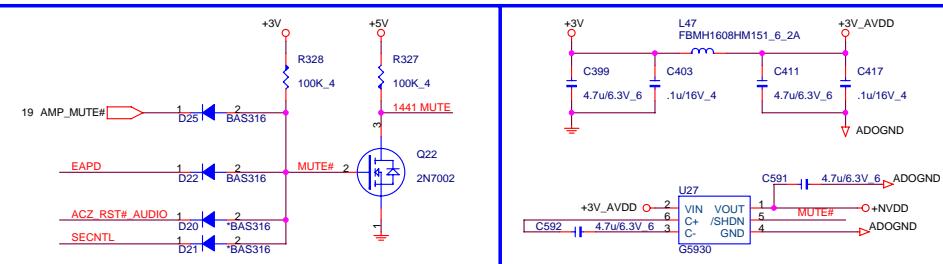 +3V
+5V
R328
100K_4
R327
100K_4
1441 MUTE
3
19 AMP_MUTE#
1
2
D25
BAS316
Q22
2N7002
EAPD
1
2
D22
BAS316
MUTE#
2
1
ACZ_RST#_AUDIO
1
2
D20
*BAS316
SECNTL
1
2
D21
*BAS316
+3V
L47
FBMH1608HM151_6_2A
+3V_AVDD
C399
4.7u/6.3V_6
C403
.1u/16V_4
C411
4.7u/6.3V_6
C417
.1u/16V_4
ADOGND
C591
4.7u/6.3V_6
ADOGND
U27
+3V_AVDD
2
VIN
VOUT
1
+NVDD
6
C+
/SHDN
5
MUTE#
C592
4.7u/6.3V_6
3
C-
GND
4
ADOGND
G5930